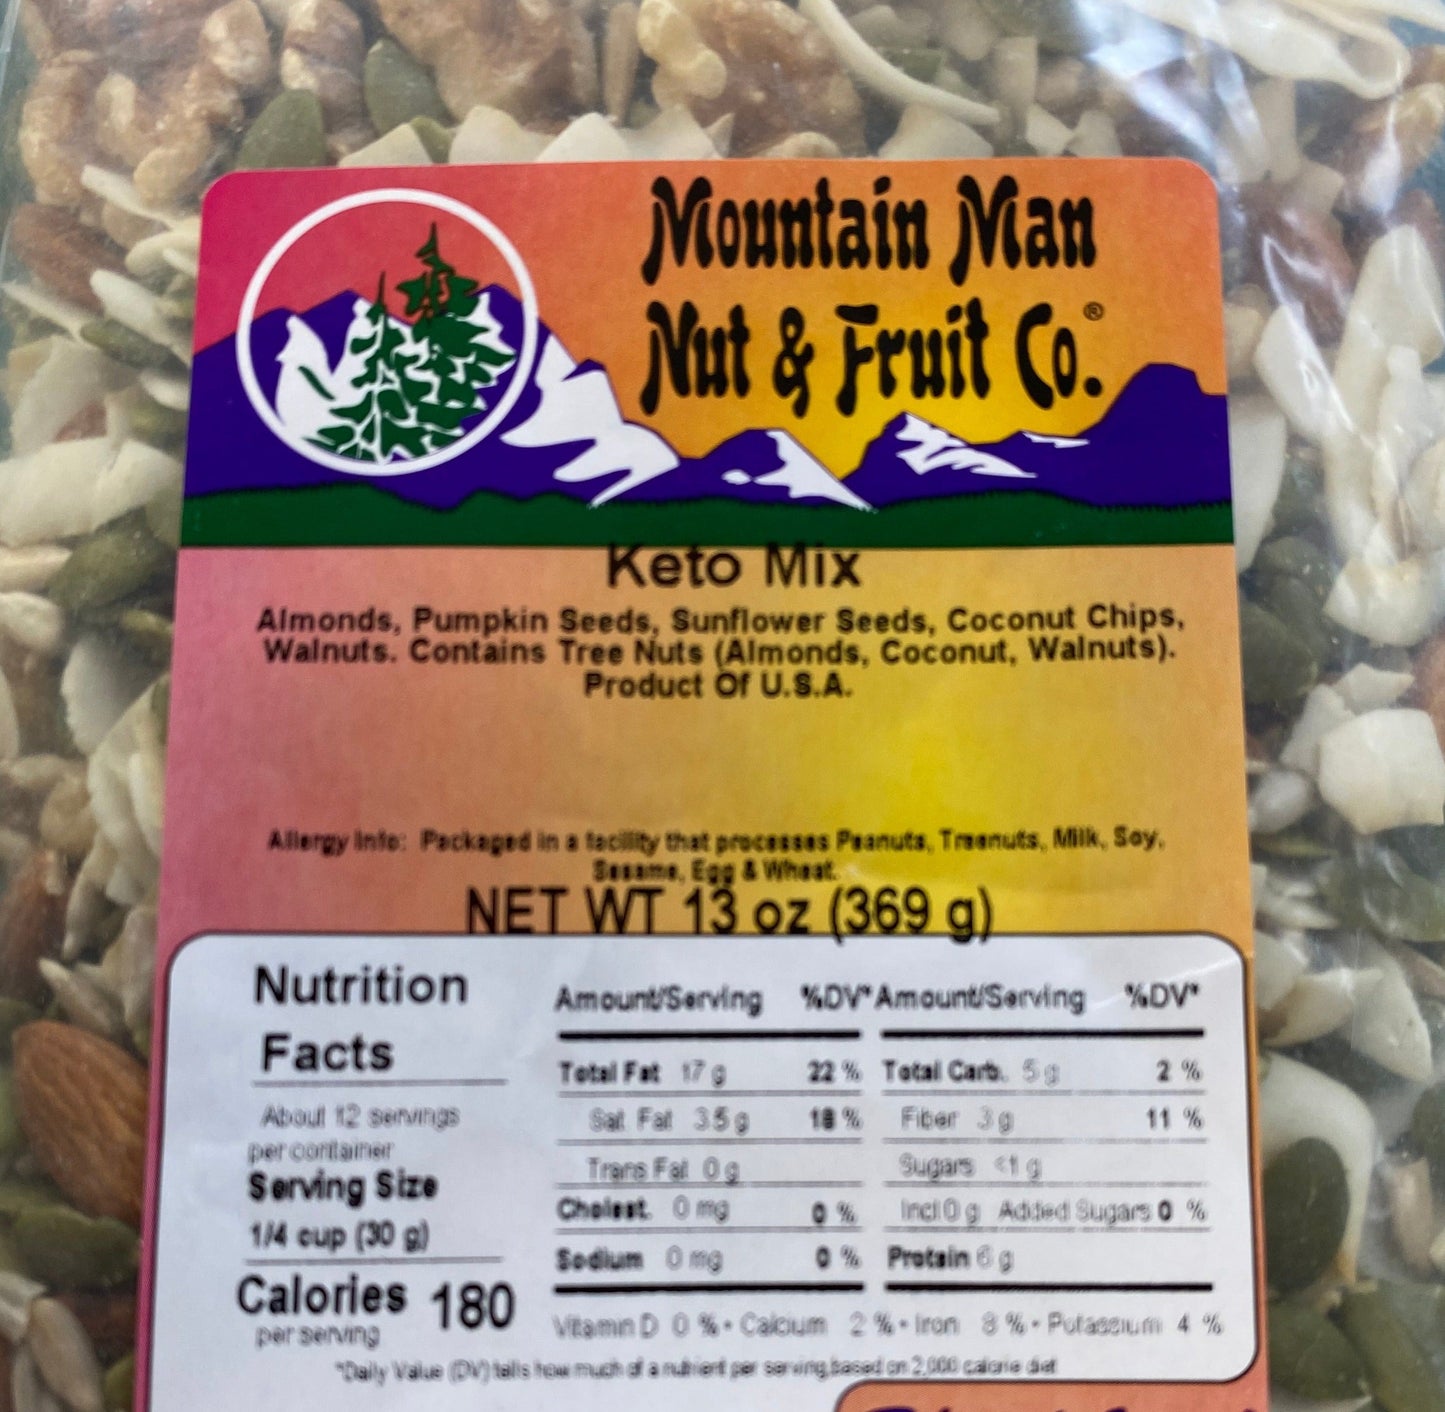 Mountain Man
Nut & Fruit Co.®
Keto Mix
Almonds, Pumpkin Seeds, Sunflower Seeds, Coconut Chips,
Walnuts. Contains Tree Nuts (Almonds, Coconut, Walnuts).
Product Of U.S.A.
Allergy Info: Packaged in a facility that processes Peanuts, Treenuts, Milk, Soy,
Sesame, Egg & Wheat.
NET WT 13 oz (369 g)
Nutrition
Facts
About 12 servings
per container
Serving Size
1/4 cup (30 g)
Calories 180
per serving
Amount/Serving %DV*
Total Fat 17 g 22 %
Sat. Fat 3.5 g 18 %
Trans Fat 0 g
Cholest. 0 mg 0 %
Sodium 0 mg 0 %
Amount/Serving %DV*
Total Carb. 5 g 2 %
Fiber 3 g 11 %
Sugars <1 g
Incl 0 g Added Sugars 0 %
Protein 6 g
Vitamin D 0 % • Calcium 2 % • Iron 8 % • Potassium 4 %
*Daily Value (DV) tells how much of a nutrient per serving based on 2,000 calorie diet